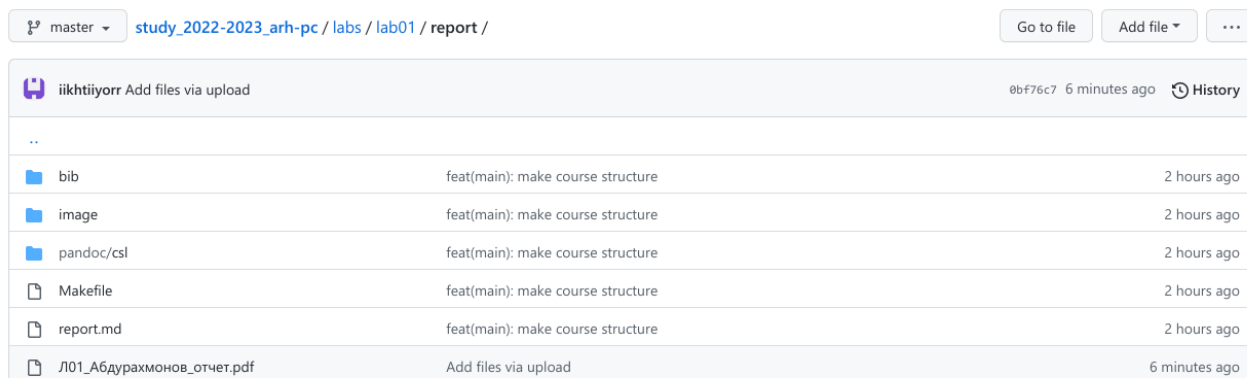 master study_2022-2023_arh-pc / labs / lab01 / report / Go to file Add file ...
iikhtiiyorr Add files via upload 0bf76c7 6 minutes ago History
..
bib feat(main): make course structure 2 hours ago
image feat(main): make course structure 2 hours ago
pandoc/csl feat(main): make course structure 2 hours ago
Makefile feat(main): make course structure 2 hours ago
report.md feat(main): make course structure 2 hours ago
Л01_Абдурахмонов_отчет.pdf Add files via upload 6 minutes ago